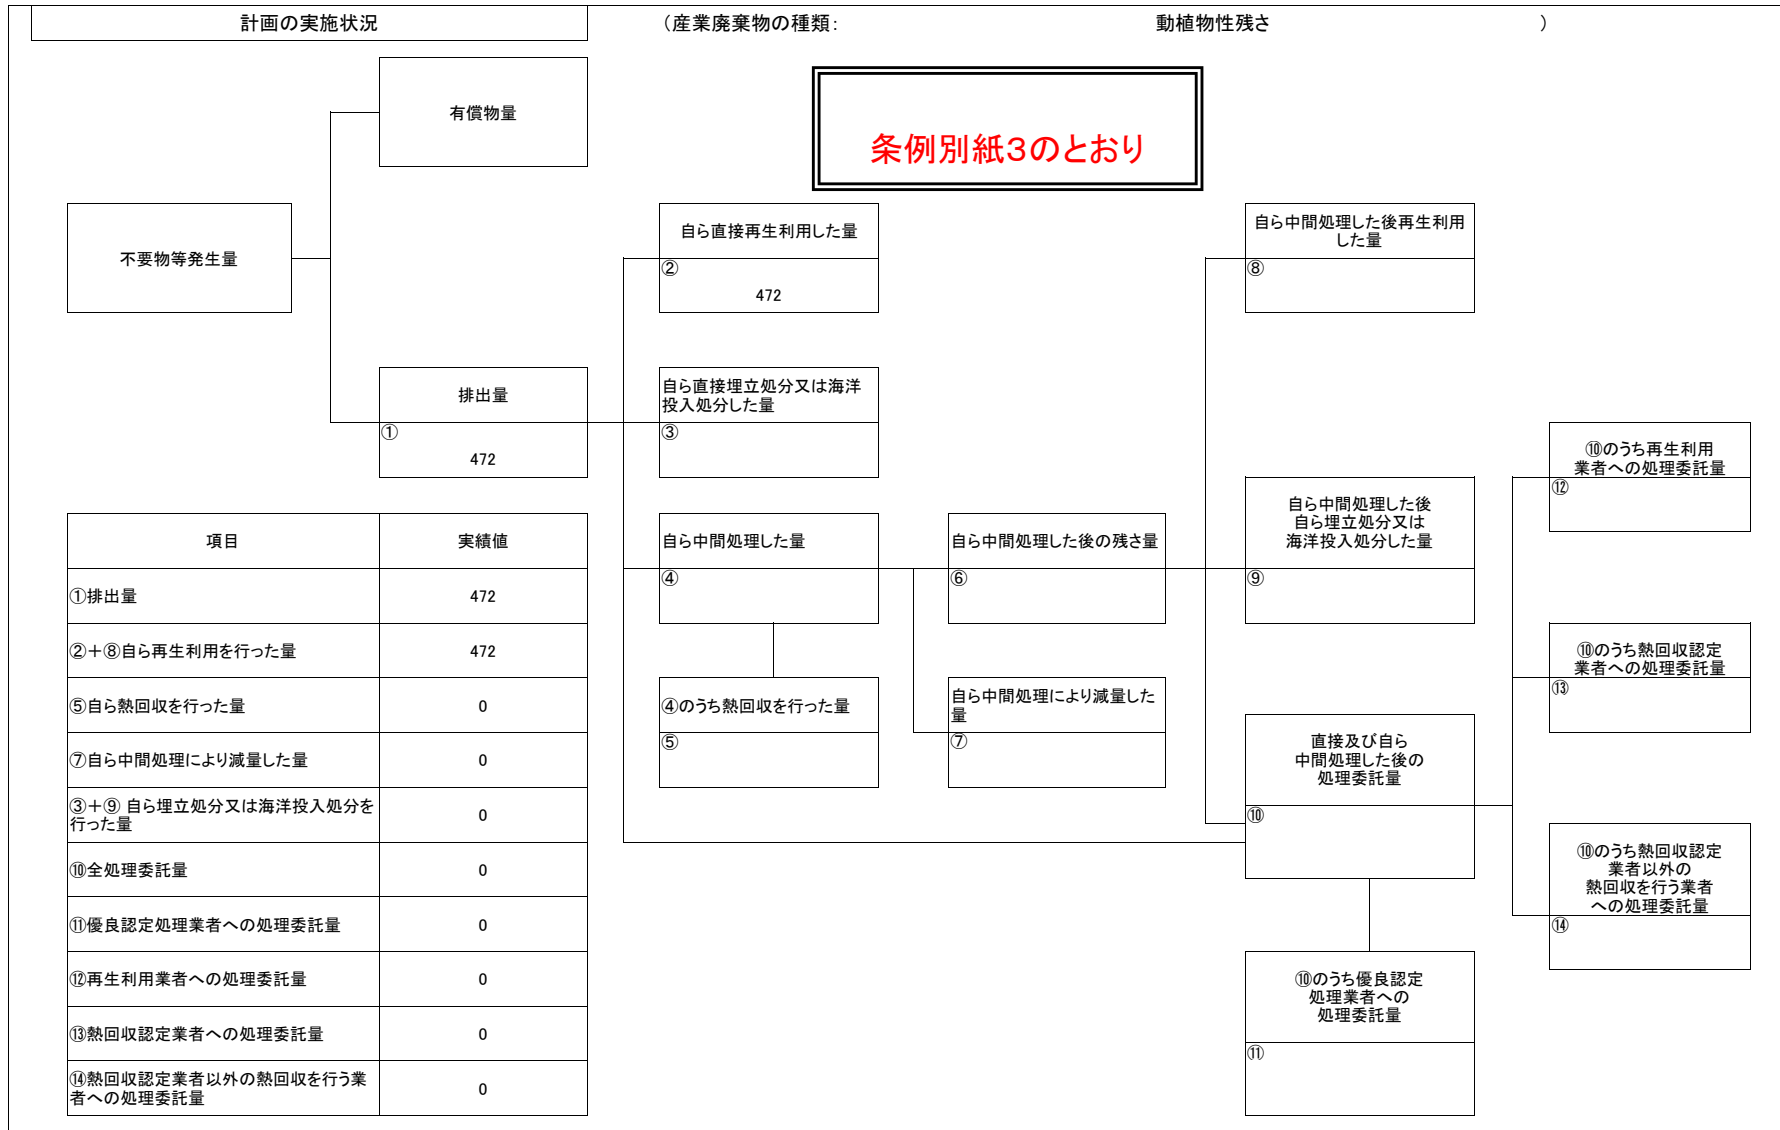 計画の実施状況
（産業廃棄物の種類： 動植物性残さ ）
有償物量
条例別紙3のとおり
不要物等発生量
自ら直接再生利用した量
②
472
自ら中間処理した後再生利用
した量
⑧
排出量
①
472
自ら直接埋立処分又は海洋
投入処分した量
③
⑩のうち再生利用
業者への処理委託量
⑫
項目 実績値
①排出量 472
②＋⑧自ら再生利用を行った量 472
⑤自ら熱回収を行った量 0
⑦自ら中間処理により減量した量 0
③＋⑨ 自ら埋立処分又は海洋投入処分を
行った量 0
⑩全処理委託量 0
⑪優良認定処理業者への処理委託量 0
⑫再生利用業者への処理委託量 0
⑬熱回収認定業者への処理委託量 0
⑭熱回収認定業者以外の熱回収を行う業
者への処理委託量 0
自ら中間処理した量
④
自ら中間処理した後の残さ量
⑥
自ら中間処理した後
自ら埋立処分又は
海洋投入処分した量
⑨
④のうち熱回収を行った量
⑤
自ら中間処理により減量した
量
⑦
⑩のうち熱回収認定
業者への処理委託量
⑬
直接及び自ら
中間処理した後の
処理委託量
⑩
⑩のうち熱回収認定
業者以外の
熱回収を行う業者
への処理委託量
⑭
⑩のうち優良認定
処理業者への
処理委託量
⑪